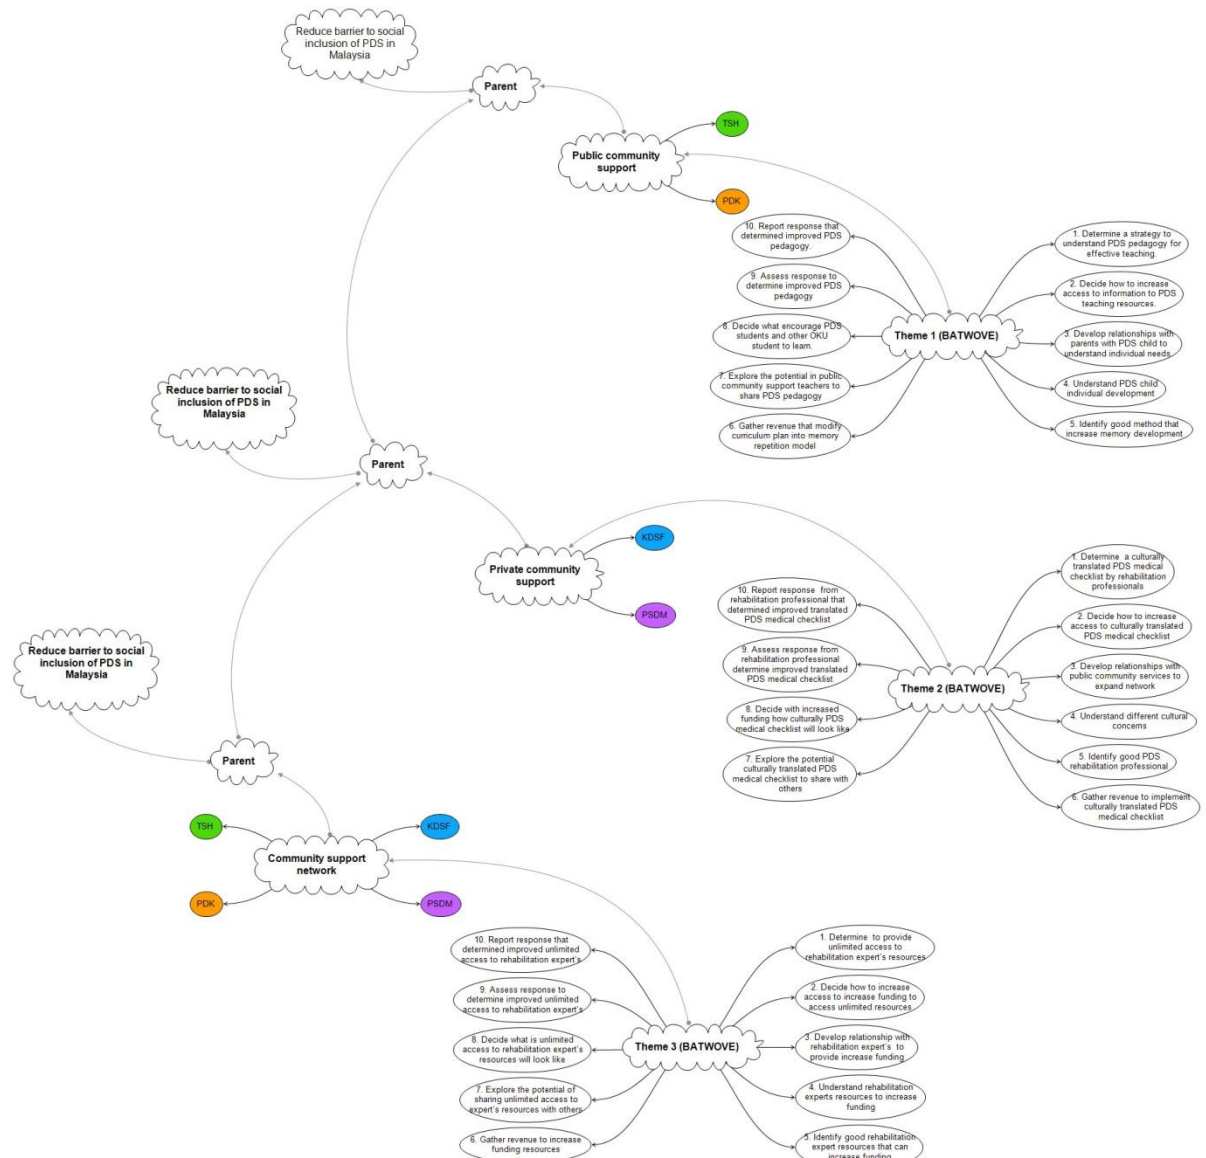 Reduce barrier to social
inclusion of PDS in
Malaysia
Parent
Public community
support
TSH
PDK
10. Report response that
determined improved PDS
pedagogy.
9. Assess response to
determine improved PDS
pedagogy
8. Decide what encourage PDS
students and other OKU
student to learn.
7. Explore the potential in public
community support teachers to
share PDS pedagogy
6. Gather revenue that modify
curriculum plan into memory
repetition model
Theme 1 (BATWOVE)
1. Determine a strategy to
understand PDS pedagogy for
effective teaching.
2. Decide how to increase
access to information to PDS
teaching resources.
3. Develop relationships with
parents with PDS child to
understand individual needs
4. Understand PDS child
individual development
5. Identify good method that
increase memory development
Reduce barrier to social
inclusion of PDS in
Malaysia
Parent
Private community
support
KDSF
PSDM
10. Report response from
rehabilitation professional that
determined improved translated
PDS medical checklist
9. Assess response from
rehabilitation professional
determine improved translated
PDS medical checklist
8. Decide with increased
funding how culturally PDS
medical checklist will look like
7. Explore the potential
culturally translated PDS
medical checklist to share with
others
Theme 2 (BATWOVE)
1. Determine a culturally
translated PDS medical
checklist by rehabilitation
professionals
2. Decide how to increase
access to culturally translated
PDS medical checklist
3. Develop relationships with
public community services to
expand network
4. Understand different cultural
concerns
5. Identify good PDS
rehabilitation professional
6. Gather revenue to implement
culturally translated PDS
medical checklist
Reduce barrier to social
inclusion of PDS in
Malaysia
Parent
TSH
KDSF
Community support
network
PDK
PSDM
10. Report response that
determined improved unlimited
access to rehabilitation expert's
9. Assess response to
determine improved unlimited
access to rehabilitation expert's
8. Decide what is unlimited
access to rehabilitation expert's
resources will look like
7. Explore the potential of
sharing unlimited access to
expert's resources with others
6. Gather revenue to increase
funding resources
Theme 3 (BATWOVE)
1. Determine to provide
unlimited access to
rehabilitation expert's resources
2. Decide how to increase
access to increase funding to
access unlimited resources
3. Develop relationship with
rehabilitation expert's to
provide increase funding
4. Understand rehabilitation
experts resources to increase
funding
5. Identify good rehabilitation
expert resources that can
increase funding